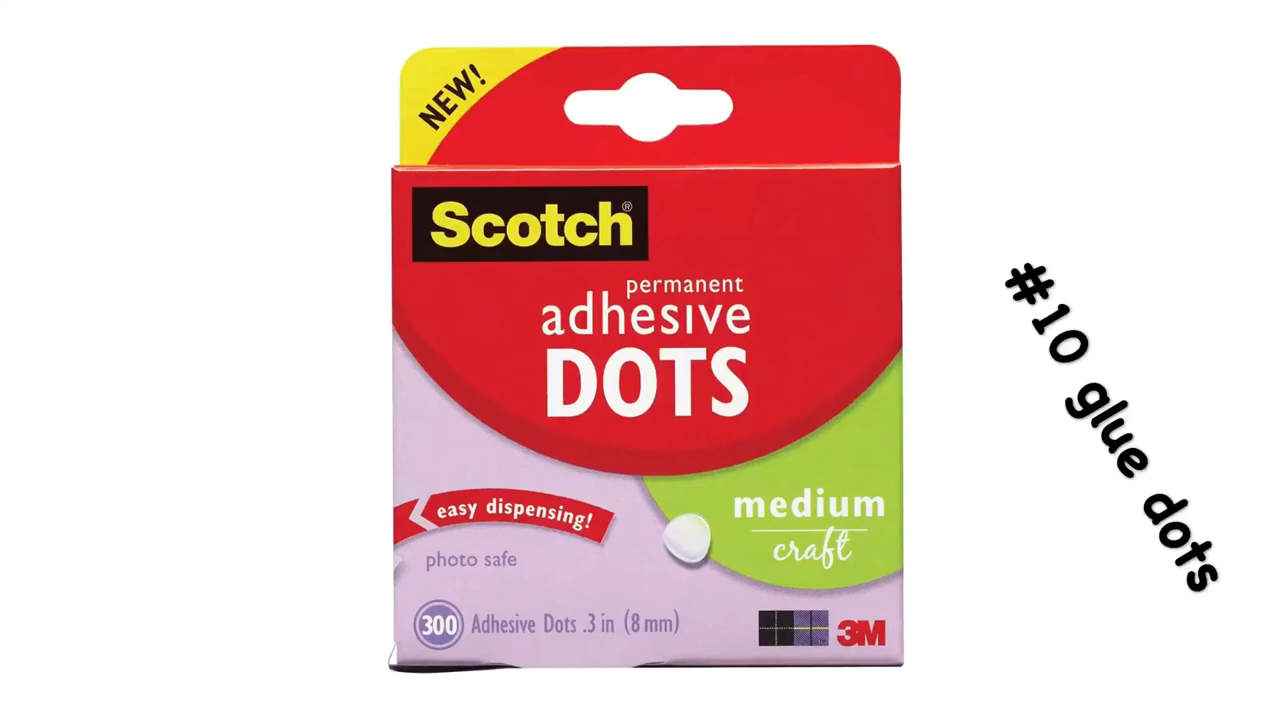 NEW!
Scotch®
permanent
adhesive
DOTS
easy dispensing!
medium
craft
photo safe
300 Adhesive Dots .3 in (8 mm)
3M
#10 glue dots